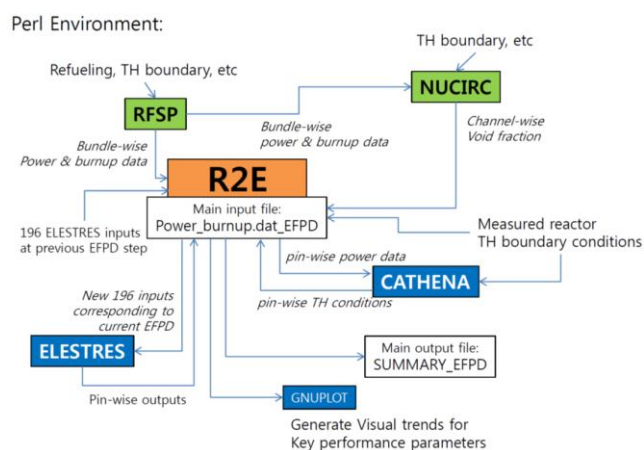 Perl Environment:
TH boundary, etc
Refueling, TH boundary, etc
NUCIRC
RFSP
Bundle-wise
Power & burnup data
Bundle-wise
power & burnup data
Channel-wise
Void fraction
R2E
Main input file:
Power_burnup.dat_EFPD
196 ELESTRES inputs
at previous EFPD step
Measured reactor
TH boundary conditions
pin-wise power data
CATHENA
pin-wise TH conditions
New 196 inputs
corresponding to
current EFPD
ELESTRES
Pin-wise outputs
Main output file:
SUMMARY_EFPD
GNUPLOT
Generate Visual trends for
Key performance parameters